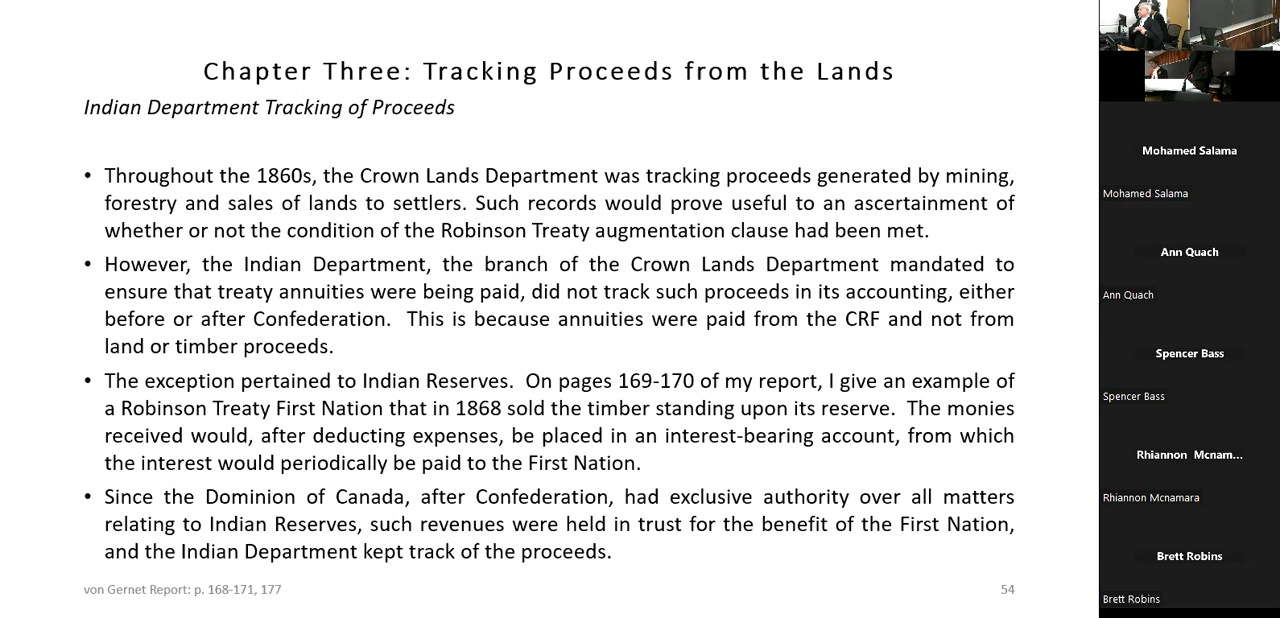 Chapter Three: Tracking Proceeds from the Lands
Indian Department Tracking of Proceeds
• Throughout the 1860s, the Crown Lands Department was tracking proceeds generated by mining,
forestry and sales of lands to settlers. Such records would prove useful to an ascertainment of
whether or not the condition of the Robinson Treaty augmentation clause had been met.
• However, the Indian Department, the branch of the Crown Lands Department mandated to
ensure that treaty annuities were being paid, did not track such proceeds in its accounting, either
before or after Confederation. This is because annuities were paid from the CRF and not from
land or timber proceeds.
• The exception pertained to Indian Reserves. On pages 169-170 of my report, I give an example of
a Robinson Treaty First Nation that in 1868 sold the timber standing upon its reserve. The monies
received would, after deducting expenses, be placed in an interest-bearing account, from which
the interest would periodically be paid to the First Nation.
• Since the Dominion of Canada, after Confederation, had exclusive authority over all matters
relating to Indian Reserves, such revenues were held in trust for the benefit of the First Nation,
and the Indian Department kept track of the proceeds.
von Gernet Report: p. 168-171, 177
54
Mohamed Salama
Mohamed Salama
Ann Quach
Ann Quach
Spencer Bass
Spencer Bass
Rhiannon Mcnam...
Rhiannon Mcnamara
Brett Robins
Brett Robins